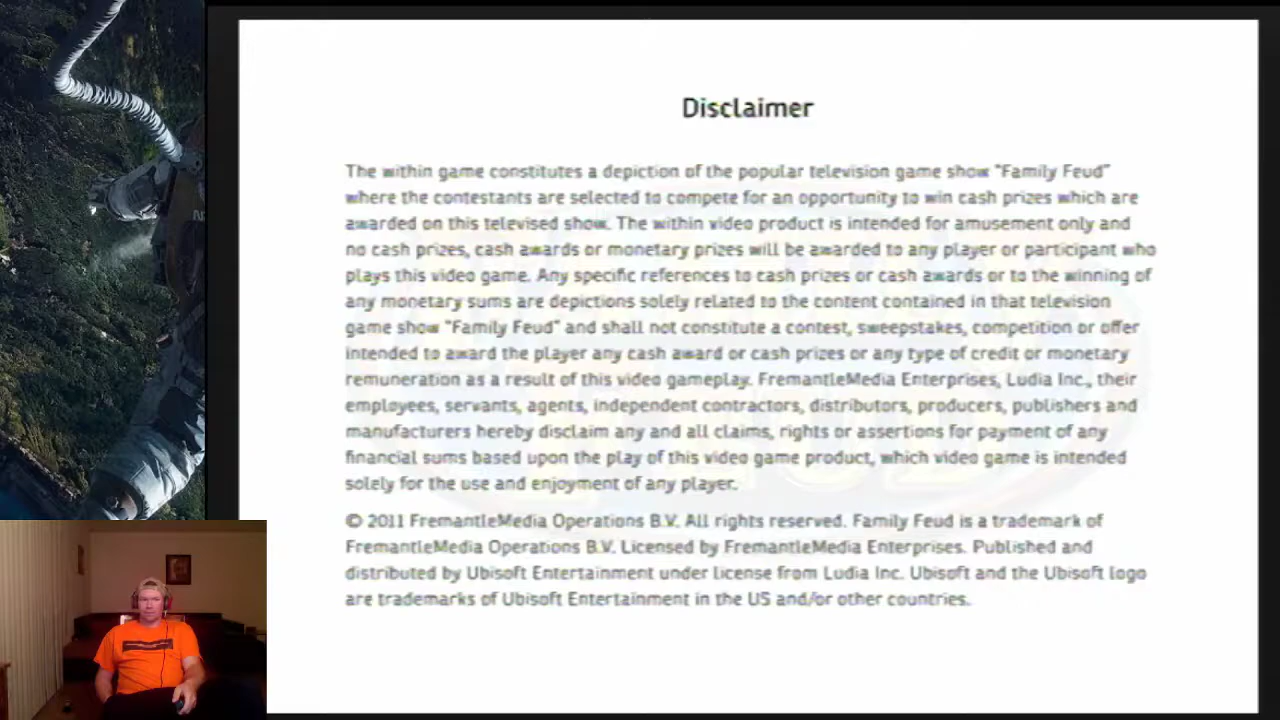 Disclaimer
The within game constitutes a depiction of the popular television game show "Family Feud"
where the contestants are selected to compete for an opportunity to win cash prizes which are
awarded on this televised show. The within video product is intended for amusement only and
no cash prizes, cash awards or monetary prizes will be awarded to any player or participant who
plays this video game. Any specific references to cash prizes or cash awards or to the winning of
any monetary sums are depictions solely related to the content contained in that television
game show "Family Feud" and shall not constitute a contest, sweepstakes, competition or offer
intended to award the player any cash award or cash prizes or any type of credit or monetary
remuneration as a result of this video gameplay. FremantleMedia Enterprises, Ludia Inc., their
employees, servants, agents, independent contractors, distributors, producers, publishers and
manufacturers hereby disclaim any and all claims, rights or assertions for payment of any
financial sums based upon the play of this video game product, which video game is intended
solely for the use and enjoyment of any player.
© 2011 FremantleMedia Operations B.V. All rights reserved. Family Feud is a trademark of
FremantleMedia Operations B.V. Licensed by FremantleMedia Enterprises. Published and
distributed by Ubisoft Entertainment under license from Ludia Inc. Ubisoft and the Ubisoft logo
are trademarks of Ubisoft Entertainment in the US and/or other countries.